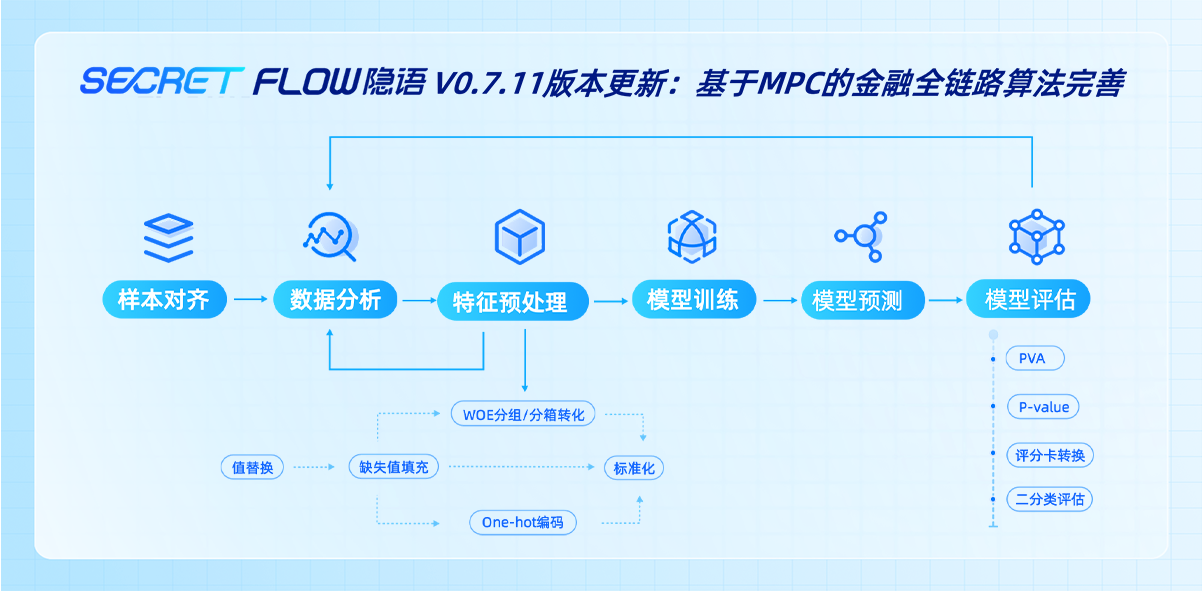 SECRET FLOW隐语 V0.7.11版本更新：基于MPC的金融全链路算法完善
样本对齐
数据分析
特征预处理
模型训练
模型预测
模型评估
PVA
P-value
评分卡转换
二分类评估
WOE分组/分箱转化
值替换
缺失值填充
标准化
One-hot编码